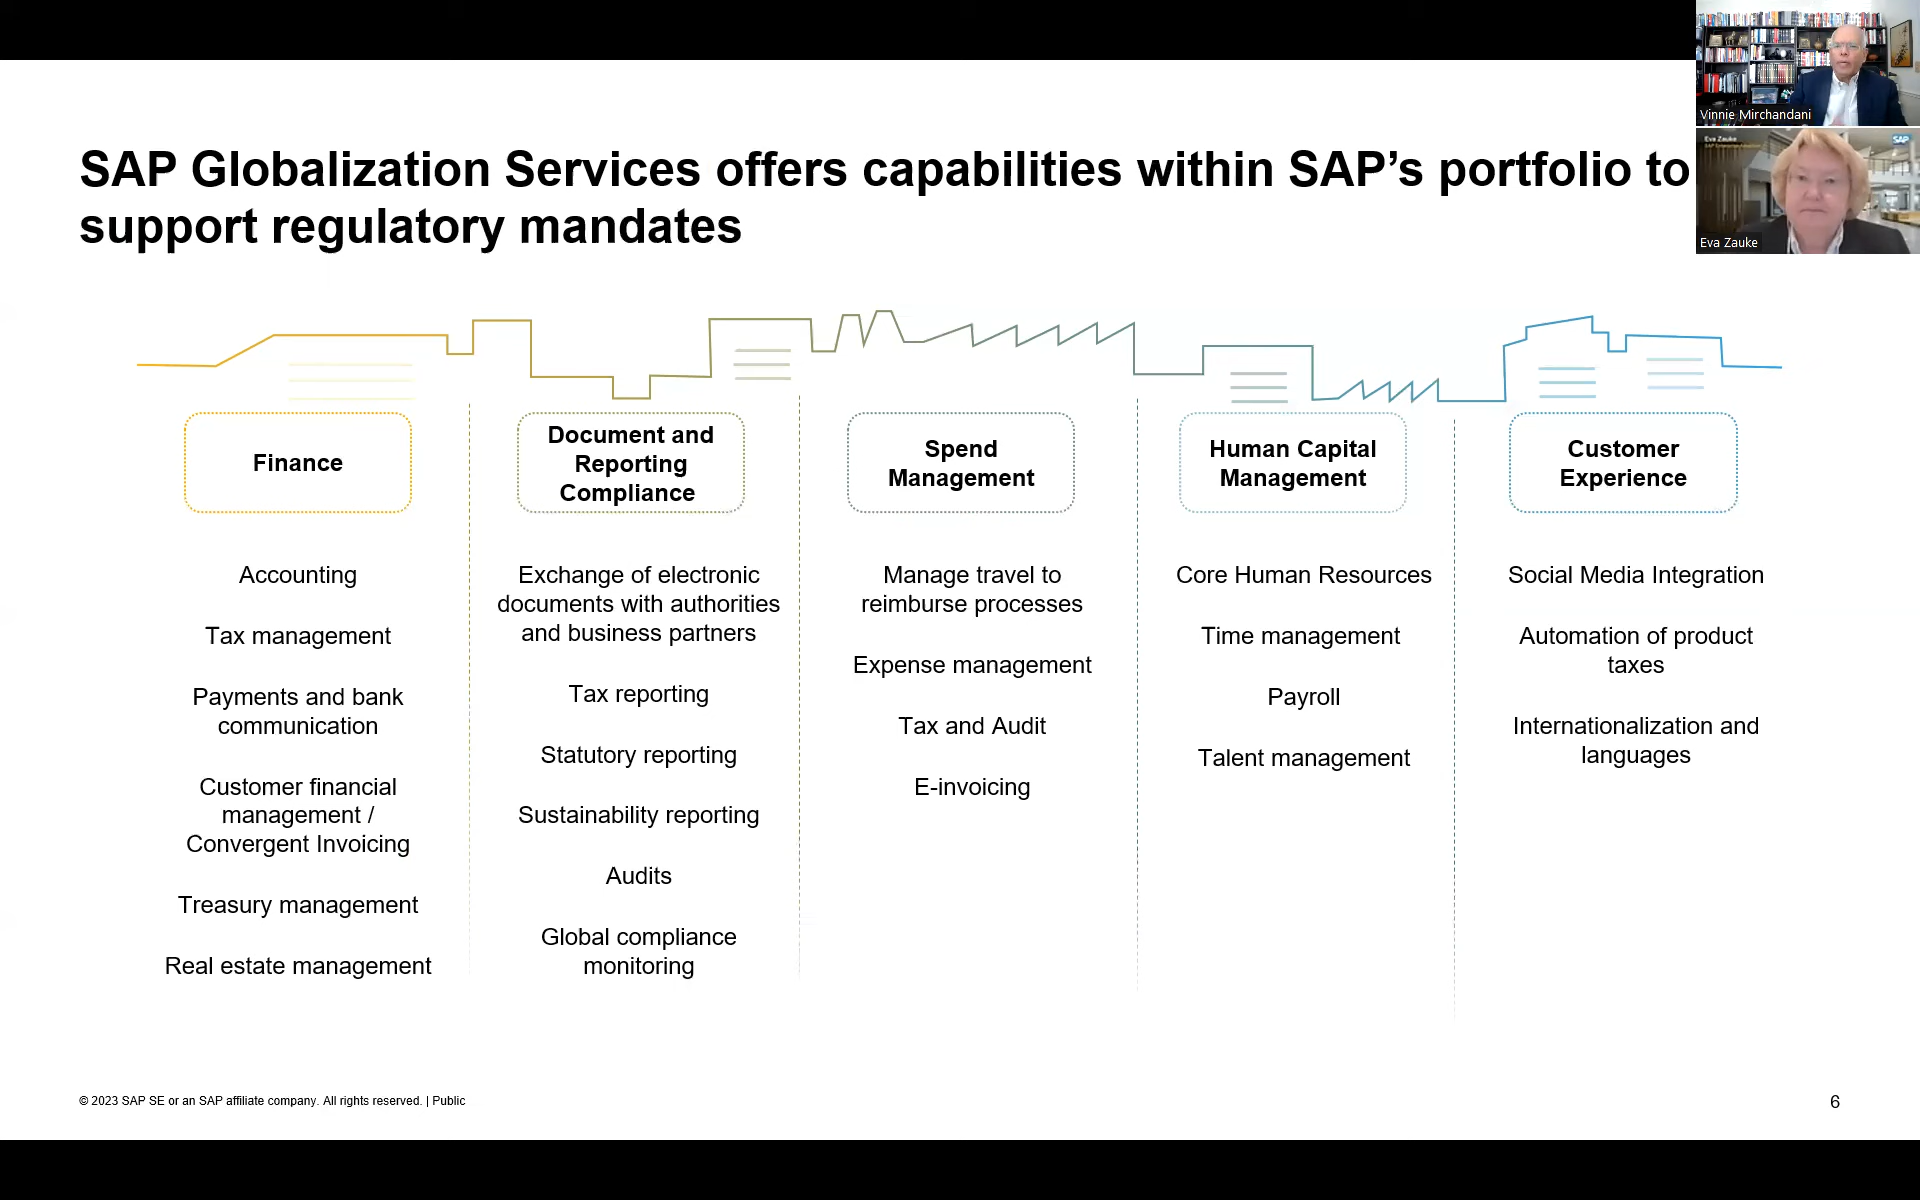 Vinnie Mirchandani
Eva Zauke
SAP
Eva Zauke
SAP Globalization Services offers capabilities within SAP’s portfolio to
support regulatory mandates
Finance
Accounting
Tax management
Payments and bank
communication
Customer financial
management /
Convergent Invoicing
Treasury management
Real estate management
Document and
Reporting
Compliance
Exchange of electronic
documents with authorities
and business partners
Tax reporting
Statutory reporting
Sustainability reporting
Audits
Global compliance
monitoring
Spend
Management
Manage travel to
reimburse processes
Expense management
Tax and Audit
E-invoicing
Human Capital
Management
Core Human Resources
Time management
Payroll
Talent management
Customer
Experience
Social Media Integration
Automation of product
taxes
Internationalization and
languages
© 2023 SAP SE or an SAP affiliate company. All rights reserved. | Public
6